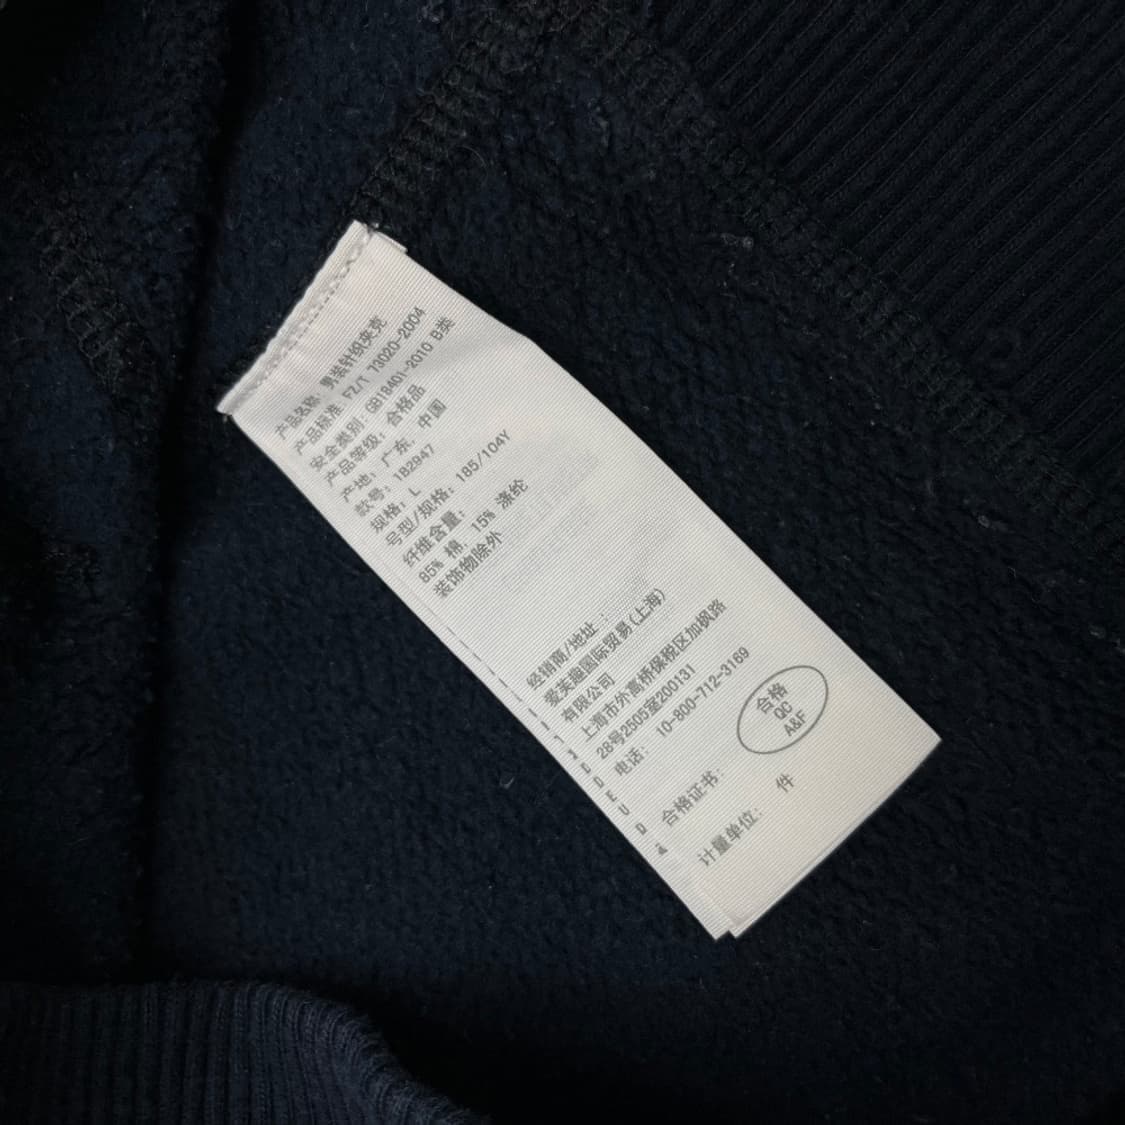 产品名称: 男装针织夹克
产品标准: FZ/T 73020-2004
安全类别: GB18401-2010 B类
产品等级: 合格品
产地: 广东, 中国
款号: 182947
规格: L
号型/规格: 185/104Y
纤维含量:
85% 棉, 15% 涤纶
装饰物除外
经销商/地址:
爱芙趣国际贸易(上海)
有限公司
上海市外高桥保税区加枫路
28号2505室200131
电话: 10-800-712-3169
合格
QC
A&F
合格证书:
计量单位: 件